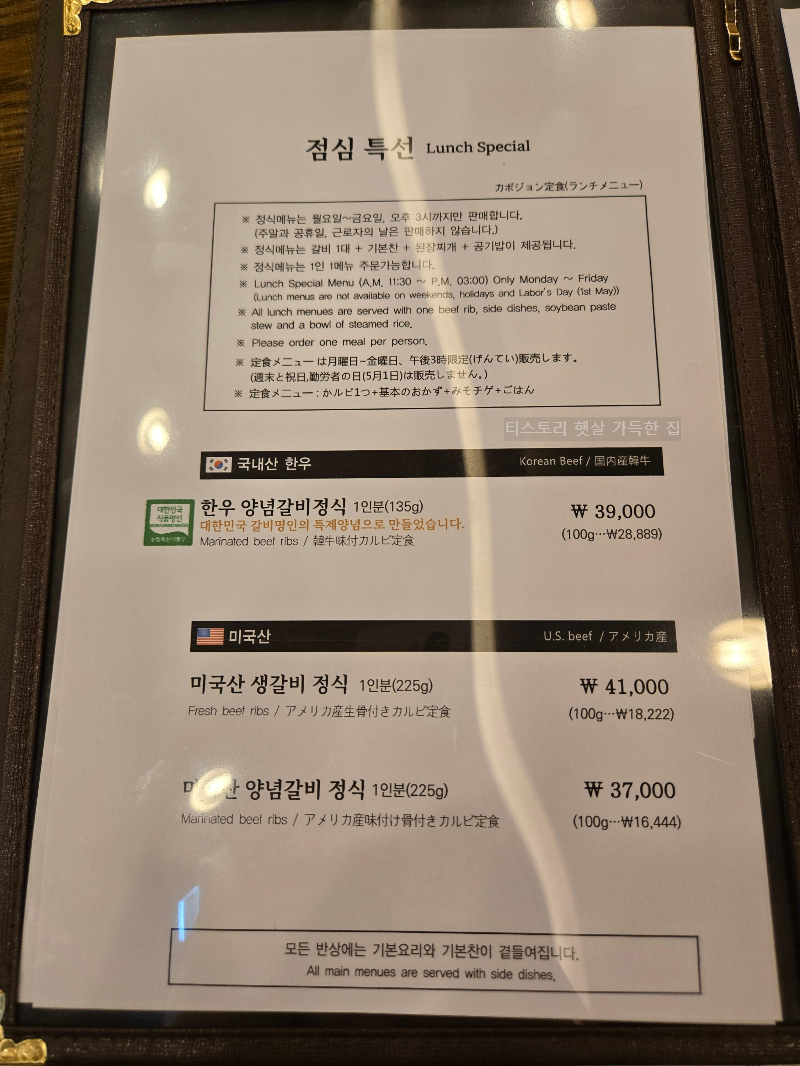 점심 특선 Lunch Special
カボジョン定食(ランチメニュー)
※ 정식메뉴는 월요일~금요일, 오후 3시까지만 판매합니다.
(주말과 공휴일, 근로자의 날은 판매하지 않습니다.)
※ 정식메뉴는 갈비 1대 + 기본찬 + 된장찌개 + 공기밥이 제공됩니다.
※ 정식메뉴는 1인 1메뉴 주문가능합니다.
※ Lunch Special Menu (A.M. 11:30 ~ P.M. 03:00) Only Monday ~ Friday
(Lunch menus are not available on weekends, holidays and Labor's Day (1st May))
※ All lunch menues are served with one beef rib, side dishes, soybean paste
stew and a bowl of steamed rice.
※ Please order one meal per person.
※ 定食メニュー は月曜日~金曜日、午後3時限定(げんてい)販売します。
(週末と祝日,勤労者の日(5月1日)は販売しません。)
※ 定食メニュー : かルビ1つ+基本のおかず+みそチゲ+ごはん
티스토리 햇살 가득한 집
국내산 한우 Korean Beef / 国内産韓牛
대한민국
식품명인
한우 양념갈비정식 1인분(135g) ₩ 39,000
대한민국 갈비명인의 특제양념으로 만들었습니다.
Marinated beef ribs / 韓牛味付カルビ定食 (100g…₩28,889)
미국산 U.S. beef / アメリカ産
미국산 생갈비 정식 1인분(225g) ₩ 41,000
Fresh beef ribs / アメリカ産生骨付きカルビ定食 (100g…₩18,222)
산 양념갈비 정식 1인분(225g) ₩ 37,000
Marinated beef ribs / アメリカ産味付け骨付きカルビ定食 (100g…₩16,444)
모든 반상에는 기본요리와 기본찬이 곁들여집니다.
All main menues are served with side dishes.